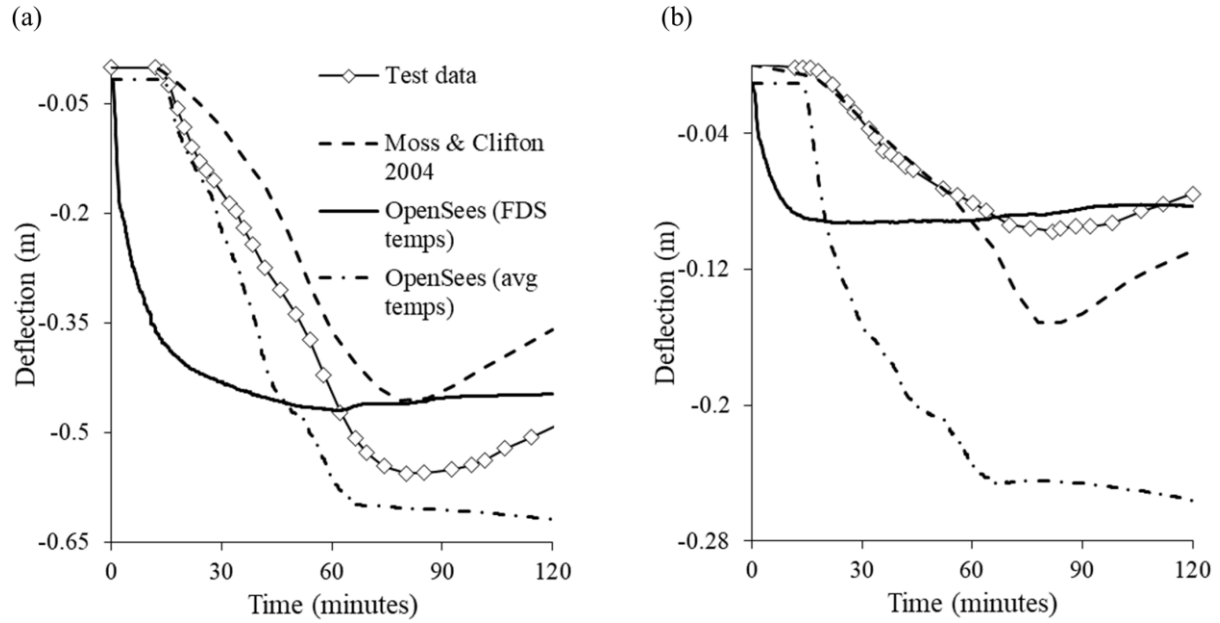 (a)
-0.05
-0.2
-0.35
-0.5
-0.65
Deflection (m)
0
30
60
90
120
Time (minutes)
Test data
Moss & Clifton
2004
OpenSees (FDS
temps)
OpenSees (avg
temps)
(b)
-0.04
-0.12
-0.2
-0.28
Deflection (m)
0
30
60
90
120
Time (minutes)